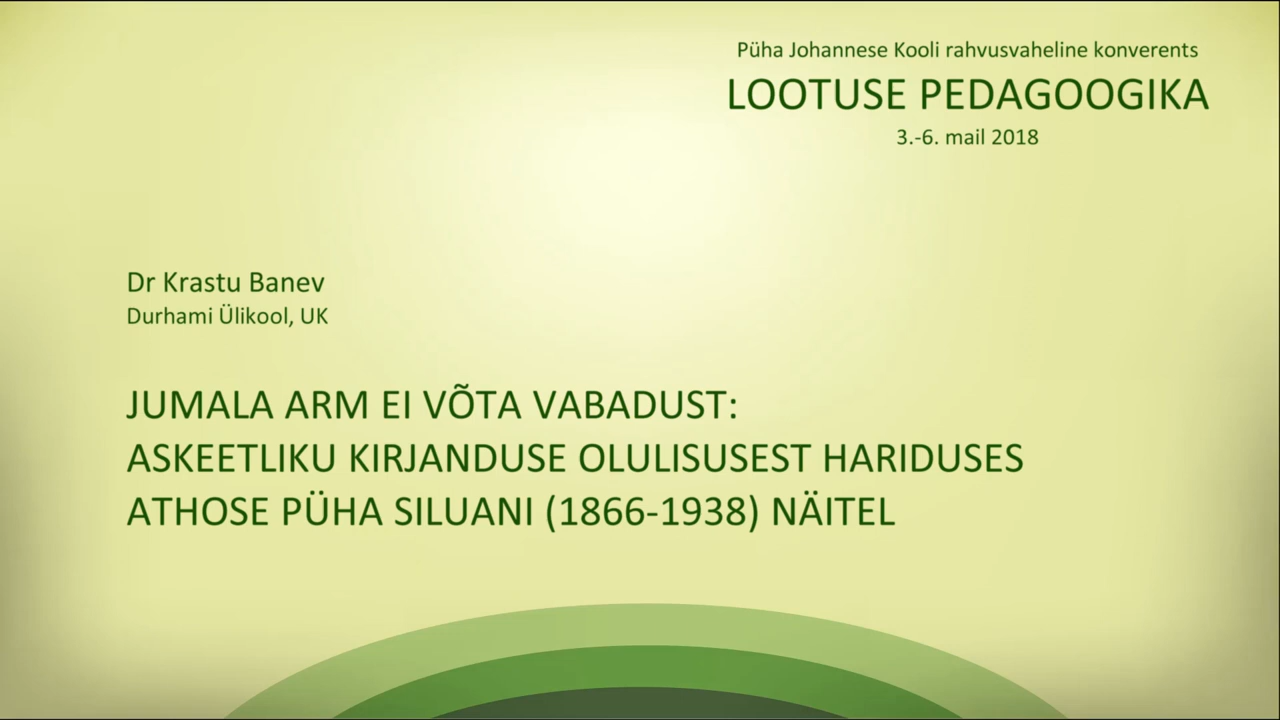 Püha Johannese Kooli rahvusvaheline konverents
LOOTUSE PEDAGOOGIKA
3.-6. mail 2018
Dr Krastu Banev
Durhami Ülikool, UK
JUMALA ARM EI VÕTA VABADUST:
ASKEETLIKU KIRJANDUSE OLULISUSEST HARIDUSES
ATHOSE PÜHA SILUANI (1866-1938) NÄITEL